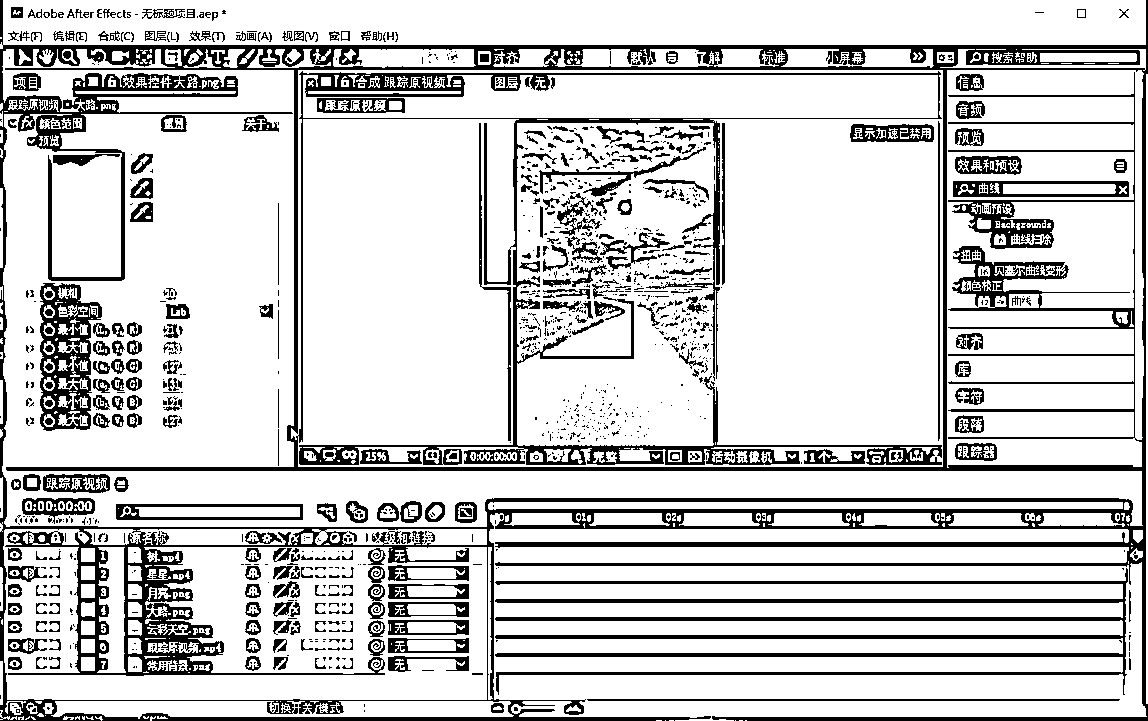 Adobe After Effects - 无标题项目.aep *
文件(F) 编辑(E) 合成(C) 图层(L) 效果(T) 动画(A) 视图(V) 窗口 帮助(H)
对齐 默认 了解 标准 小屏幕 搜索帮助
项目 效果控件大路.png
跟踪原视频 大路.png
fx 颜色范围 重置 关于...
预览
模糊 20
色彩空间 Lab
最小值 (L, Y, R)
最大值 (L, Y, R)
最小值 (a, U, G)
最大值 (a, U, G)
最小值 (b, V, B)
最大值 (b, V, B)
合成 跟踪原视频 图层 (无)
跟踪原视频
显示加速已禁用
15% 0:00:00:00 完整 活动摄像机
信息
音频
预览
效果和预设
曲线
动画预设
Backgrounds
曲线扫除
扭曲
贝塞尔曲线变形
颜色校正
曲线
对齐
库
字符
段落
跟踪器
跟踪原视频
0:00:00:00
01s 02s 03s 04s 05s 06s 07s
源名称 父级和链接
1 树.mp4 无
2 星星.mp4 无
3 月亮.png 无
4 大路.png 无
5 云彩天空.png 无
6 跟踪原视频.mp4 无
7 常用背景.png 无
切换开关/模式